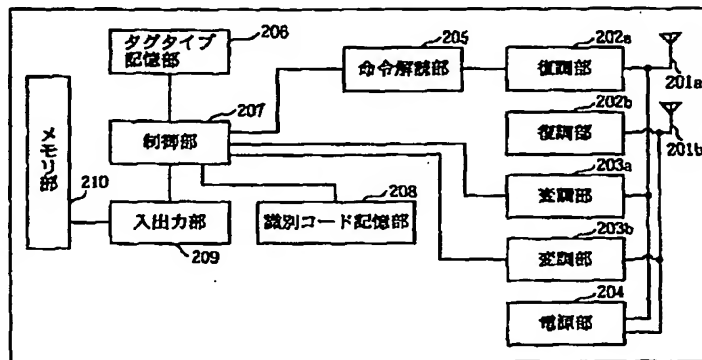 タグタイプ
記憶部
206
205
命令解読部
202a
復調部
201a
202b
復調部
201b
207
制御部
メモリ部
210
203a
変調部
208
識別コード記憶部
入出力部
209
203b
変調部
204
電源部